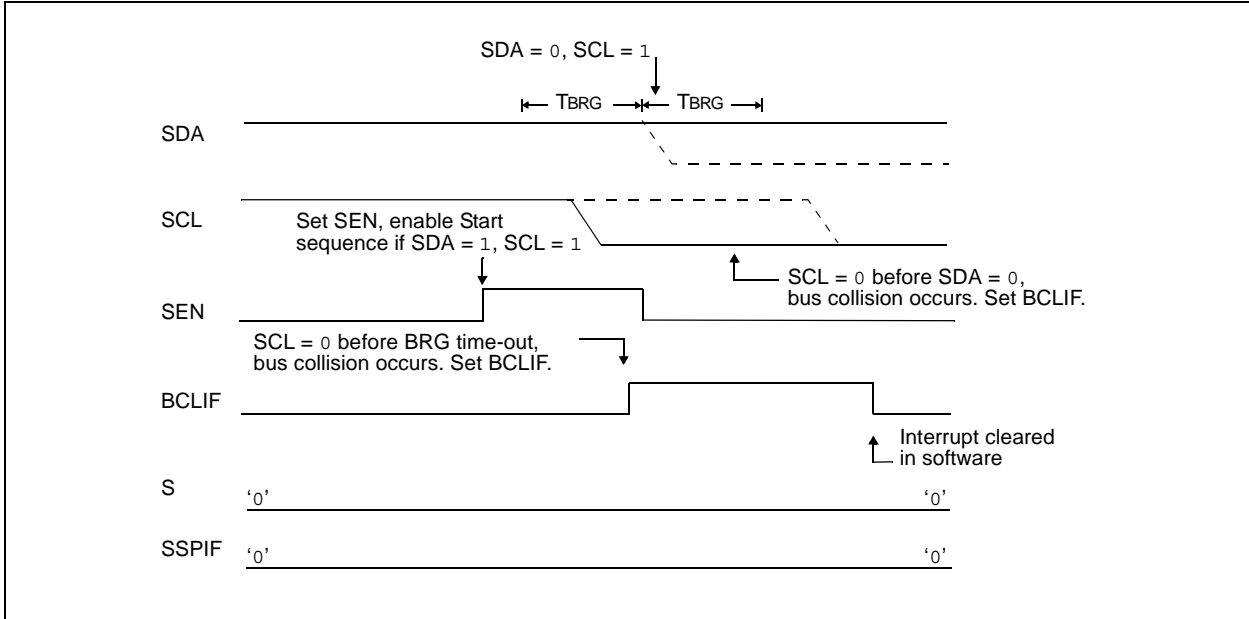 SDA = 0, SCL = 1
TBRG TBRG
SDA
SCL
Set SEN, enable Start
sequence if SDA = 1, SCL = 1
SCL = 0 before SDA = 0,
bus collision occurs. Set BCLIF.
SEN
SCL = 0 before BRG time-out,
bus collision occurs. Set BCLIF.
BCLIF
Interrupt cleared
in software
S ‘0’ ‘0’
SSPIF ‘0’ ‘0’